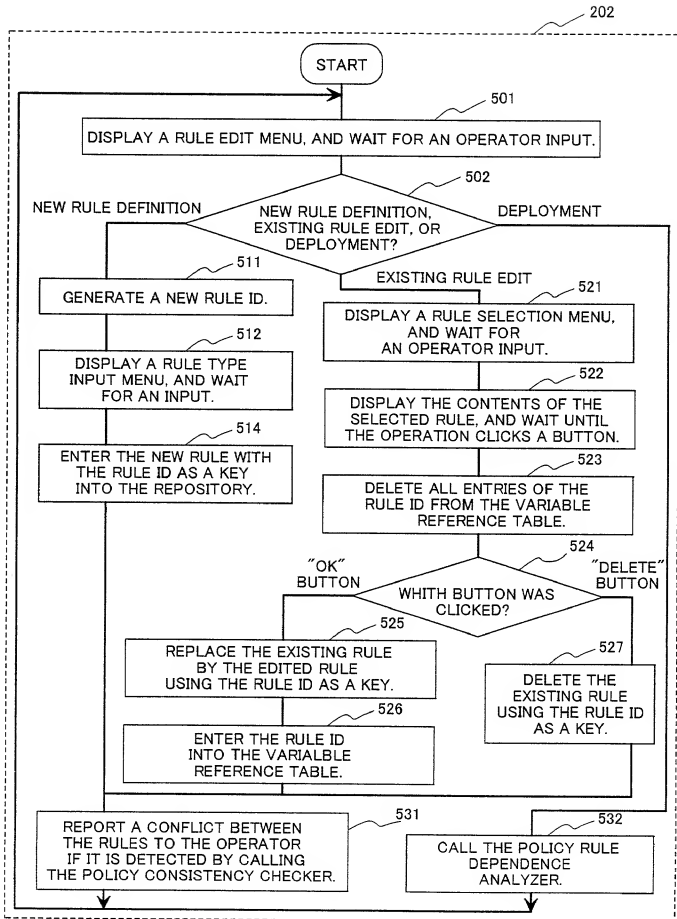 202
START
501
DISPLAY A RULE EDIT MENU, AND WAIT FOR AN OPERATOR INPUT.
502
NEW RULE DEFINITION
NEW RULE DEFINITION,
EXISTING RULE EDIT, OR
DEPLOYMENT?
DEPLOYMENT
511
GENERATE A NEW RULE ID.
512
DISPLAY A RULE TYPE
INPUT MENU, AND WAIT
FOR AN INPUT.
514
ENTER THE NEW RULE WITH
THE RULE ID AS A KEY
INTO THE REPOSITORY.
EXISTING RULE EDIT
521
DISPLAY A RULE SELECTION MENU,
AND WAIT FOR
AN OPERATOR INPUT.
522
DISPLAY THE CONTENTS OF THE
SELECTED RULE, AND WAIT UNTIL
THE OPERATION CLICKS A BUTTON.
523
DELETE ALL ENTRIES OF THE
RULE ID FROM THE VARIABLE
REFERENCE TABLE.
524
"OK"
BUTTON
WHITH BUTTON WAS
CLICKED?
"DELETE"
BUTTON
525
REPLACE THE EXISTING RULE
BY THE EDITED RULE
USING THE RULE ID AS A KEY.
526
ENTER THE RULE ID
INTO THE VARIALBLE
REFERENCE TABLE.
527
DELETE THE
EXISTING RULE
USING THE RULE ID
AS A KEY.
531
REPORT A CONFLICT BETWEEN
THE RULES TO THE OPERATOR
IF IT IS DETECTED BY CALLING
THE POLICY CONSISTENCY CHECKER.
532
CALL THE POLICY RULE
DEPENDENCE
ANALYZER.